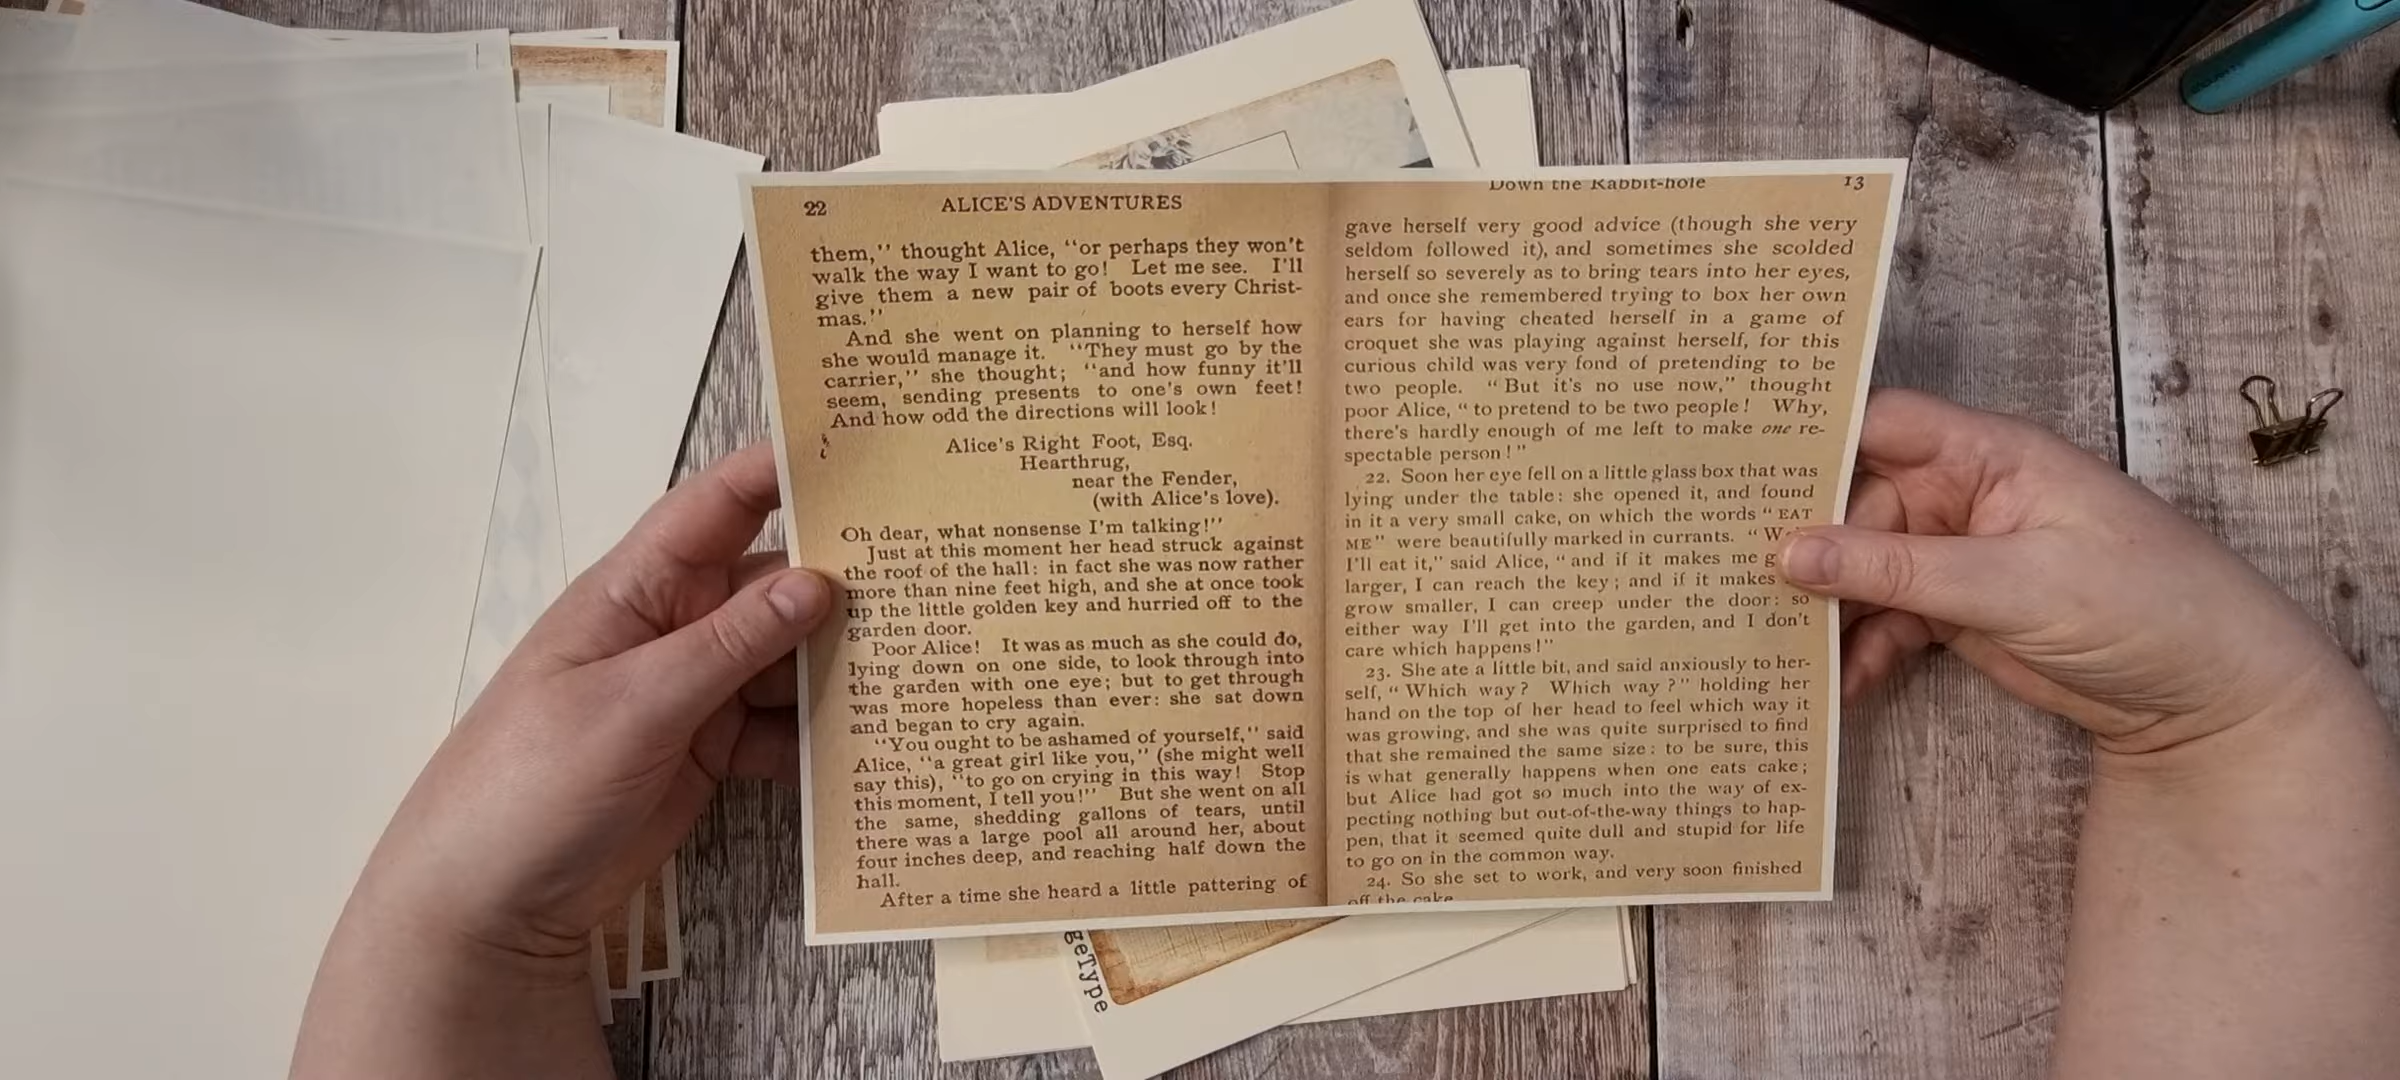 22
ALICE'S ADVENTURES
them,'' thought Alice, ''or perhaps they won't
walk the way I want to go! Let me see. I'll
give them a new pair of boots every Christ-
mas.''
And she went on planning to herself how
she would manage it. ''They must go by the
carrier,'' she thought; ''and how funny it'll
seem, sending presents to one's own feet!
And how odd the directions will look!
Alice's Right Foot, Esq.
Hearthrug,
near the Fender,
(with Alice's love).
Oh dear, what nonsense I'm talking!''
Just at this moment her head struck against
the roof of the hall: in fact she was now rather
more than nine feet high, and she at once took
up the little golden key and hurried off to the
garden door.
Poor Alice! It was as much as she could do,
lying down on one side, to look through into
the garden with one eye; but to get through
was more hopeless than ever: she sat down
and began to cry again.
''You ought to be ashamed of yourself,'' said
Alice, ''a great girl like you,'' (she might well
say this), ''to go on crying in this way! Stop
this moment, I tell you!'' But she went on all
the same, shedding gallons of tears, until
there was a large pool all around her, about
four inches deep, and reaching half down the
hall.
After a time she heard a little pattering of
Down the Rabbit-hole
13
gave herself very good advice (though she very
seldom followed it), and sometimes she scolded
herself so severely as to bring tears into her eyes,
and once she remembered trying to box her own
ears for having cheated herself in a game of
croquet she was playing against herself, for this
curious child was very fond of pretending to be
two people. "But it's no use now," thought
poor Alice, "to pretend to be two people! Why,
there's hardly enough of me left to make one re-
spectable person!"
22. Soon her eye fell on a little glass box that was
lying under the table: she opened it, and found
in it a very small cake, on which the words "EAT
ME" were beautifully marked in currants. "W
I'll eat it," said Alice, "and if it makes me g
larger, I can reach the key; and if it makes
grow smaller, I can creep under the door: so
either way I'll get into the garden, and I don't
care which happens!"
23. She ate a little bit, and said anxiously to her-
self, "Which way? Which way?" holding her
hand on the top of her head to feel which way it
was growing, and she was quite surprised to find
that she remained the same size: to be sure, this
is what generally happens when one eats cake;
but Alice had got so much into the way of ex-
pecting nothing but out-of-the-way things to hap-
pen, that it seemed quite dull and stupid for life
to go on in the common way.
24. So she set to work, and very soon finished
off the cake
geType